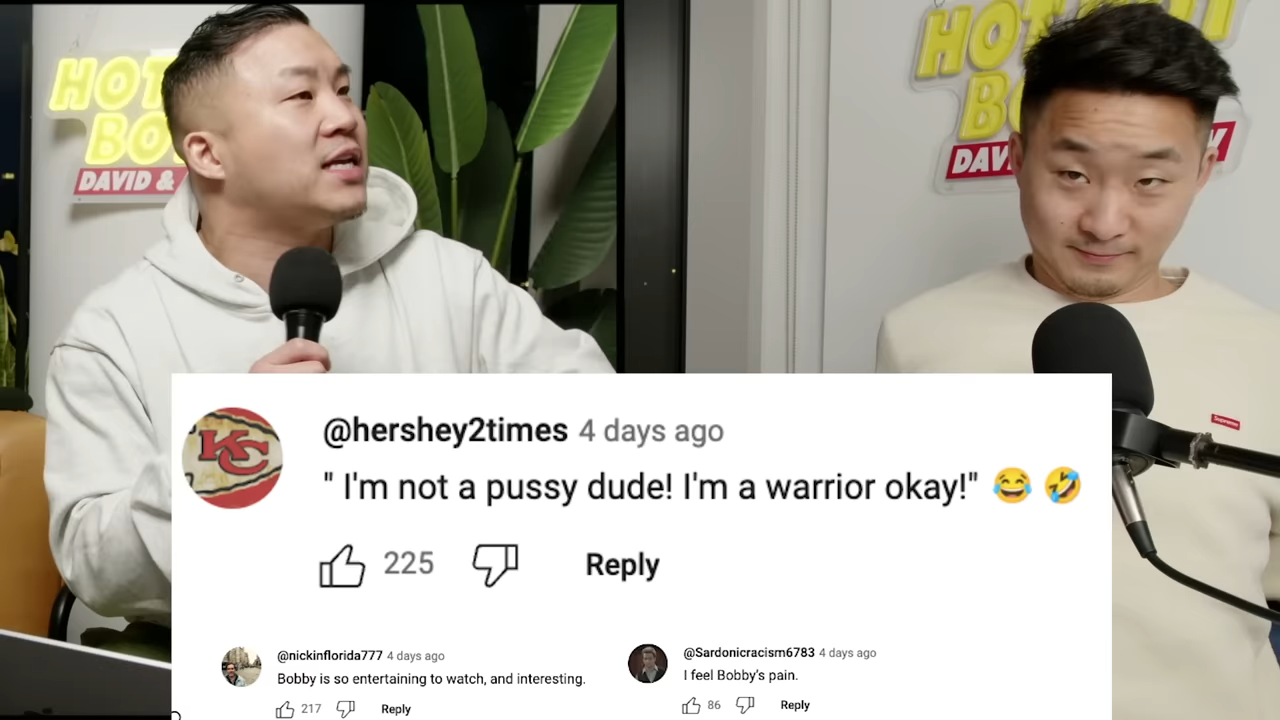 HOT
BO
DAVID &
HOT
B
DAV
Y
Supreme
KC
@hershey2times 4 days ago
" I'm not a pussy dude! I'm a warrior okay!" 😂 🤣
225 Reply
@nickinflorida777 4 days ago
Bobby is so entertaining to watch, and interesting.
217 Reply
@Sardonicracism6783 4 days ago
I feel Bobby's pain.
86 Reply